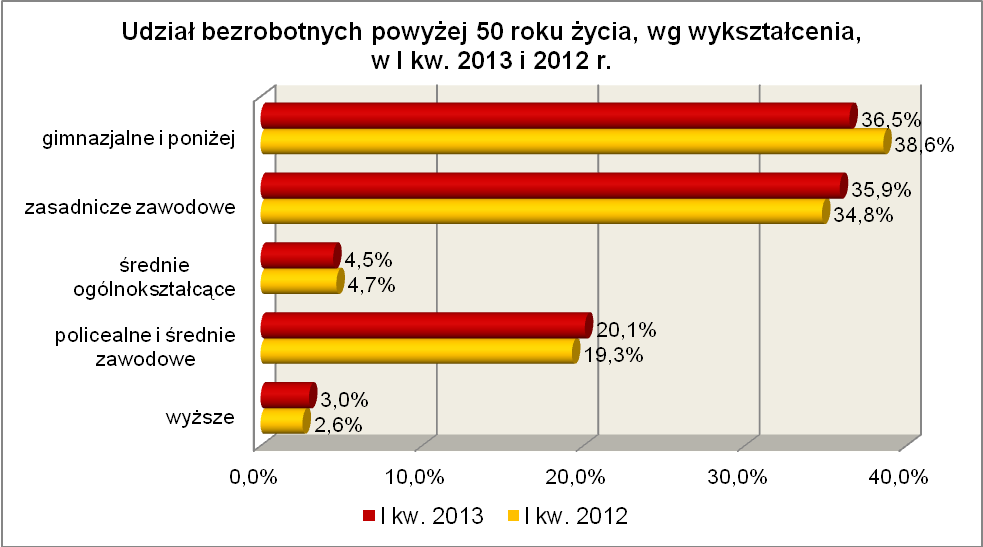 Udział bezrobotnych powyżej 50 roku życia, wg wykształcenia,
w I kw. 2013 i 2012 r.
gimnazjalne i poniżej
36,5%
38,6%
zasadnicze zawodowe
35,9%
34,8%
średnie
ogólnokształcące
4,5%
4,7%
policealne i średnie
zawodowe
20,1%
19,3%
wyższe
3,0%
2,6%
0,0% 10,0% 20,0% 30,0% 40,0%
I kw. 2013 I kw. 2012